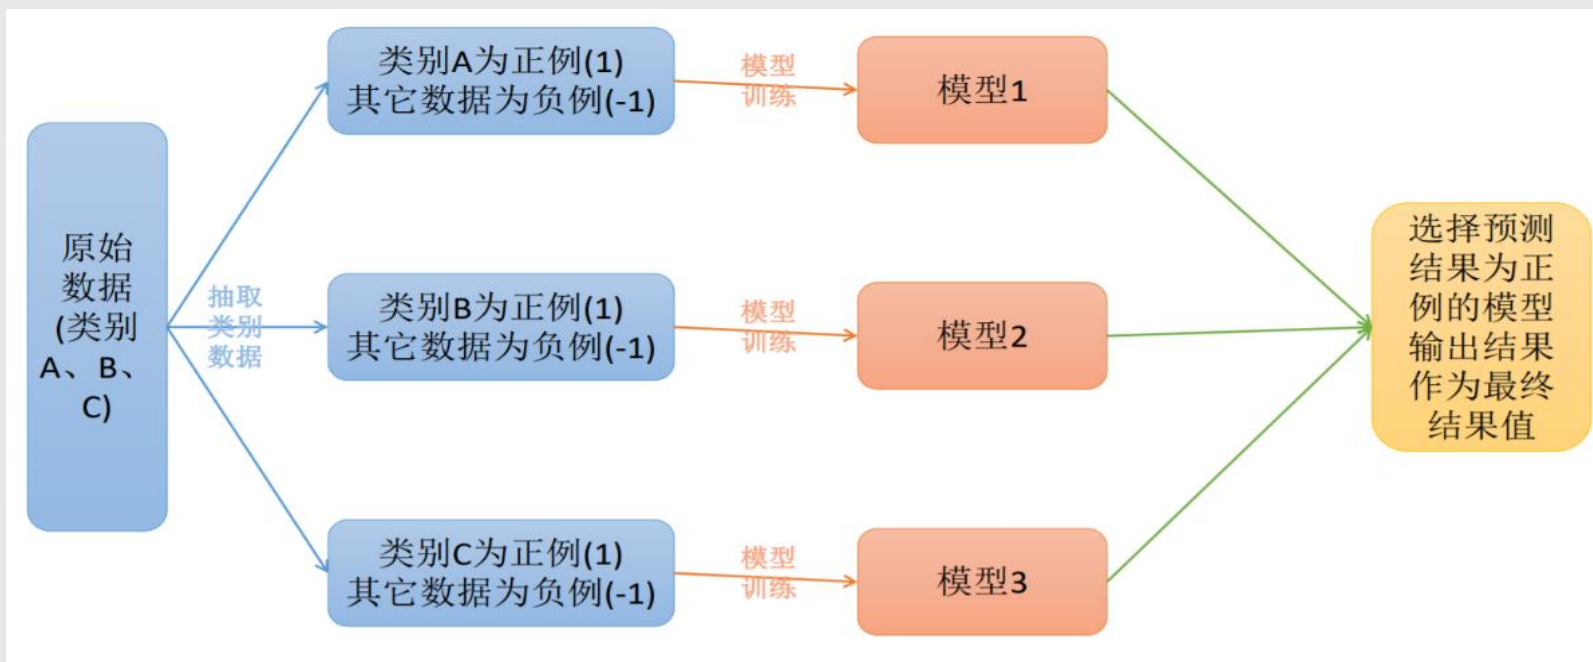 类别A为正例(1)
其它数据为负例(-1)
模型
训练
模型1
原始
数据
(类别
A、B、
C)
抽取
类别
数据
类别B为正例(1)
其它数据为负例(-1)
模型
训练
模型2
选择预测
结果为正
例的模型
输出结果
作为最终
结果值
类别C为正例(1)
其它数据为负例(-1)
模型
训练
模型3